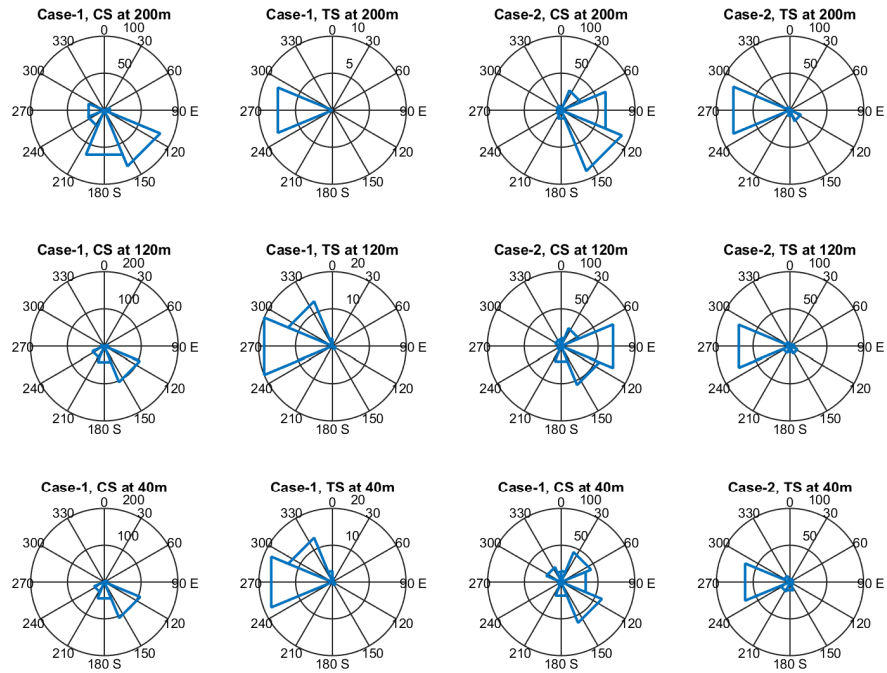 Case-1, CS at 200m
0 100
330 30
50
300 60
270 90 E
240 120
210 150
180 S
Case-1, TS at 200m
0 10
330 30
5
300 60
270 90 E
240 120
210 150
180 S
Case-2, CS at 200m
0 100
330 30
50
300 60
270 90 E
240 120
210 150
180 S
Case-2, TS at 200m
0 100
330 30
50
300 60
270 90 E
240 120
210 150
180 S
Case-1, CS at 120m
0 200
330 30
100
300 60
270 90 E
240 120
210 150
180 S
Case-1, TS at 120m
0 20
330 30
10
300 60
270 90 E
240 120
210 150
180 S
Case-2, CS at 120m
0 100
330 30
50
300 60
270 90 E
240 120
210 150
180 S
Case-2, TS at 120m
0 100
330 30
50
300 60
270 90 E
240 120
210 150
180 S
Case-1, CS at 40m
0 200
330 30
100
300 60
270 90 E
240 120
210 150
180 S
Case-1, TS at 40m
0 20
330 30
10
300 60
270 90 E
240 120
210 150
180 S
Case-1, CS at 40m
0 100
330 30
50
300 60
270 90 E
240 120
210 150
180 S
Case-2, TS at 40m
0 100
330 30
50
300 60
270 90 E
240 120
210 150
180 S